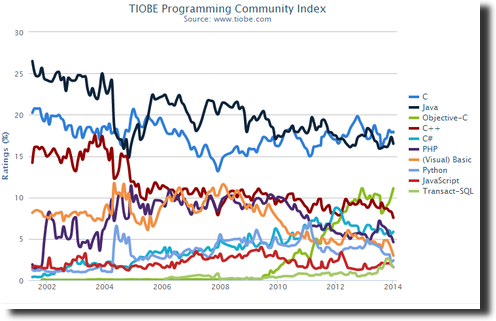 TIOBE Programming Community Index
Source: www.tiobe.com
Ratings (%)
30
25
20
15
10
5
0
2002
2004
2006
2008
2010
2012
2014
C
Java
Objective-C
C++
C#
PHP
(Visual) Basic
Python
JavaScript
Transact-SQL